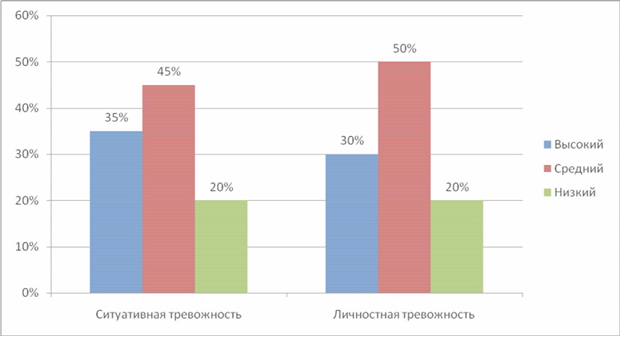 60%
50%
40%
30%
20%
10%
0%
35%
45%
20%
30%
50%
20%
Ситуативная тревожность
Личностная тревожность
Высокий
Средний
Низкий